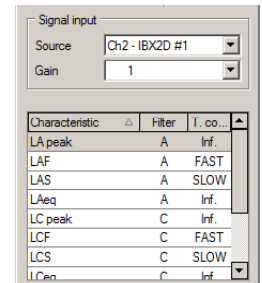 Signal input
Source Ch2 - IBX2D #1
Gain 1
Characteristic Filter T. co...
LA peak A Inf.
LAF A FAST
LAS A SLOW
LAeq A Inf.
LC peak C Inf.
LCF C FAST
LCS C SLOW
LCeq C Inf.